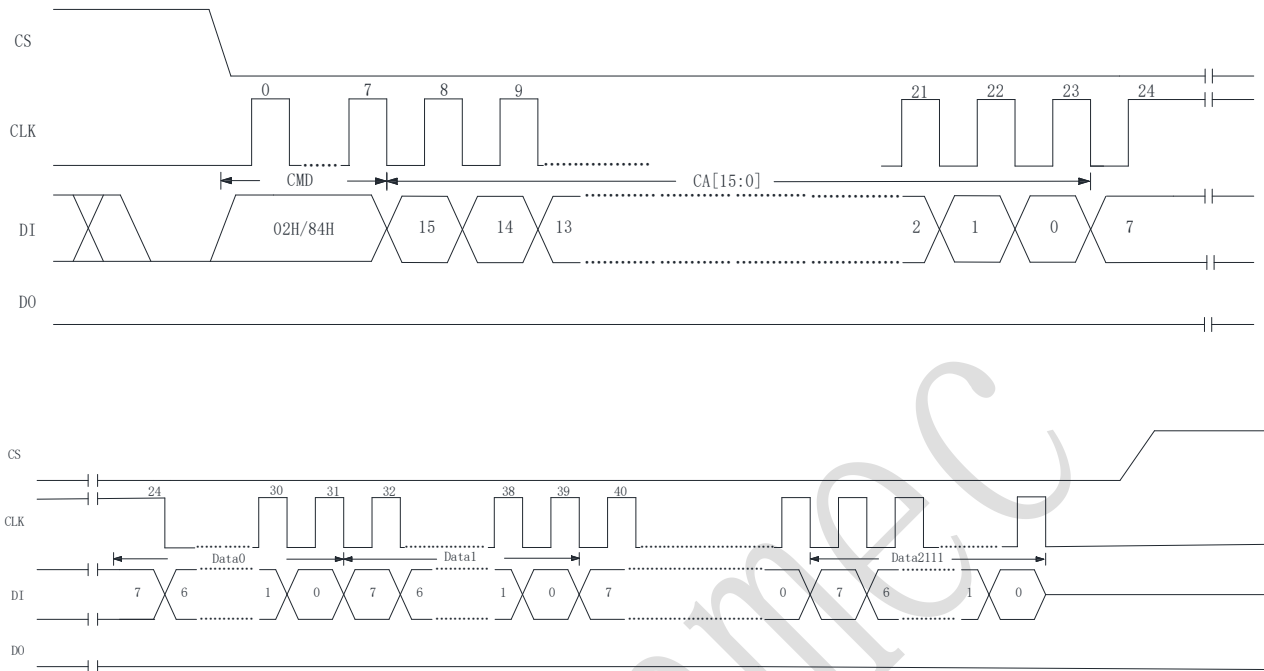 CS
0 7 8 9 21 22 23 24
CLK
CMD CA[15:0]
DI 02H/84H 15 14 13 2 1 0 7
DO
CS
24 30 31 32 38 39 40
CLK
Data0 Data1 Data2111
DI 7 6 1 0 7 6 1 0 7 0 7 6 1 0
DO
mec